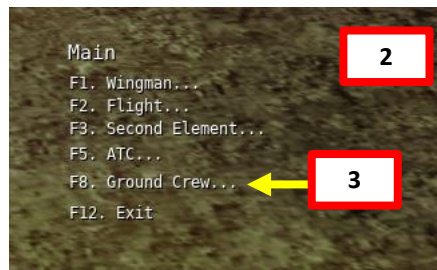 Main
2
F1. Wingman...
F2. Flight...
F3. Second Element...
F5. ATC...
F8. Ground Crew...
3
F12. Exit